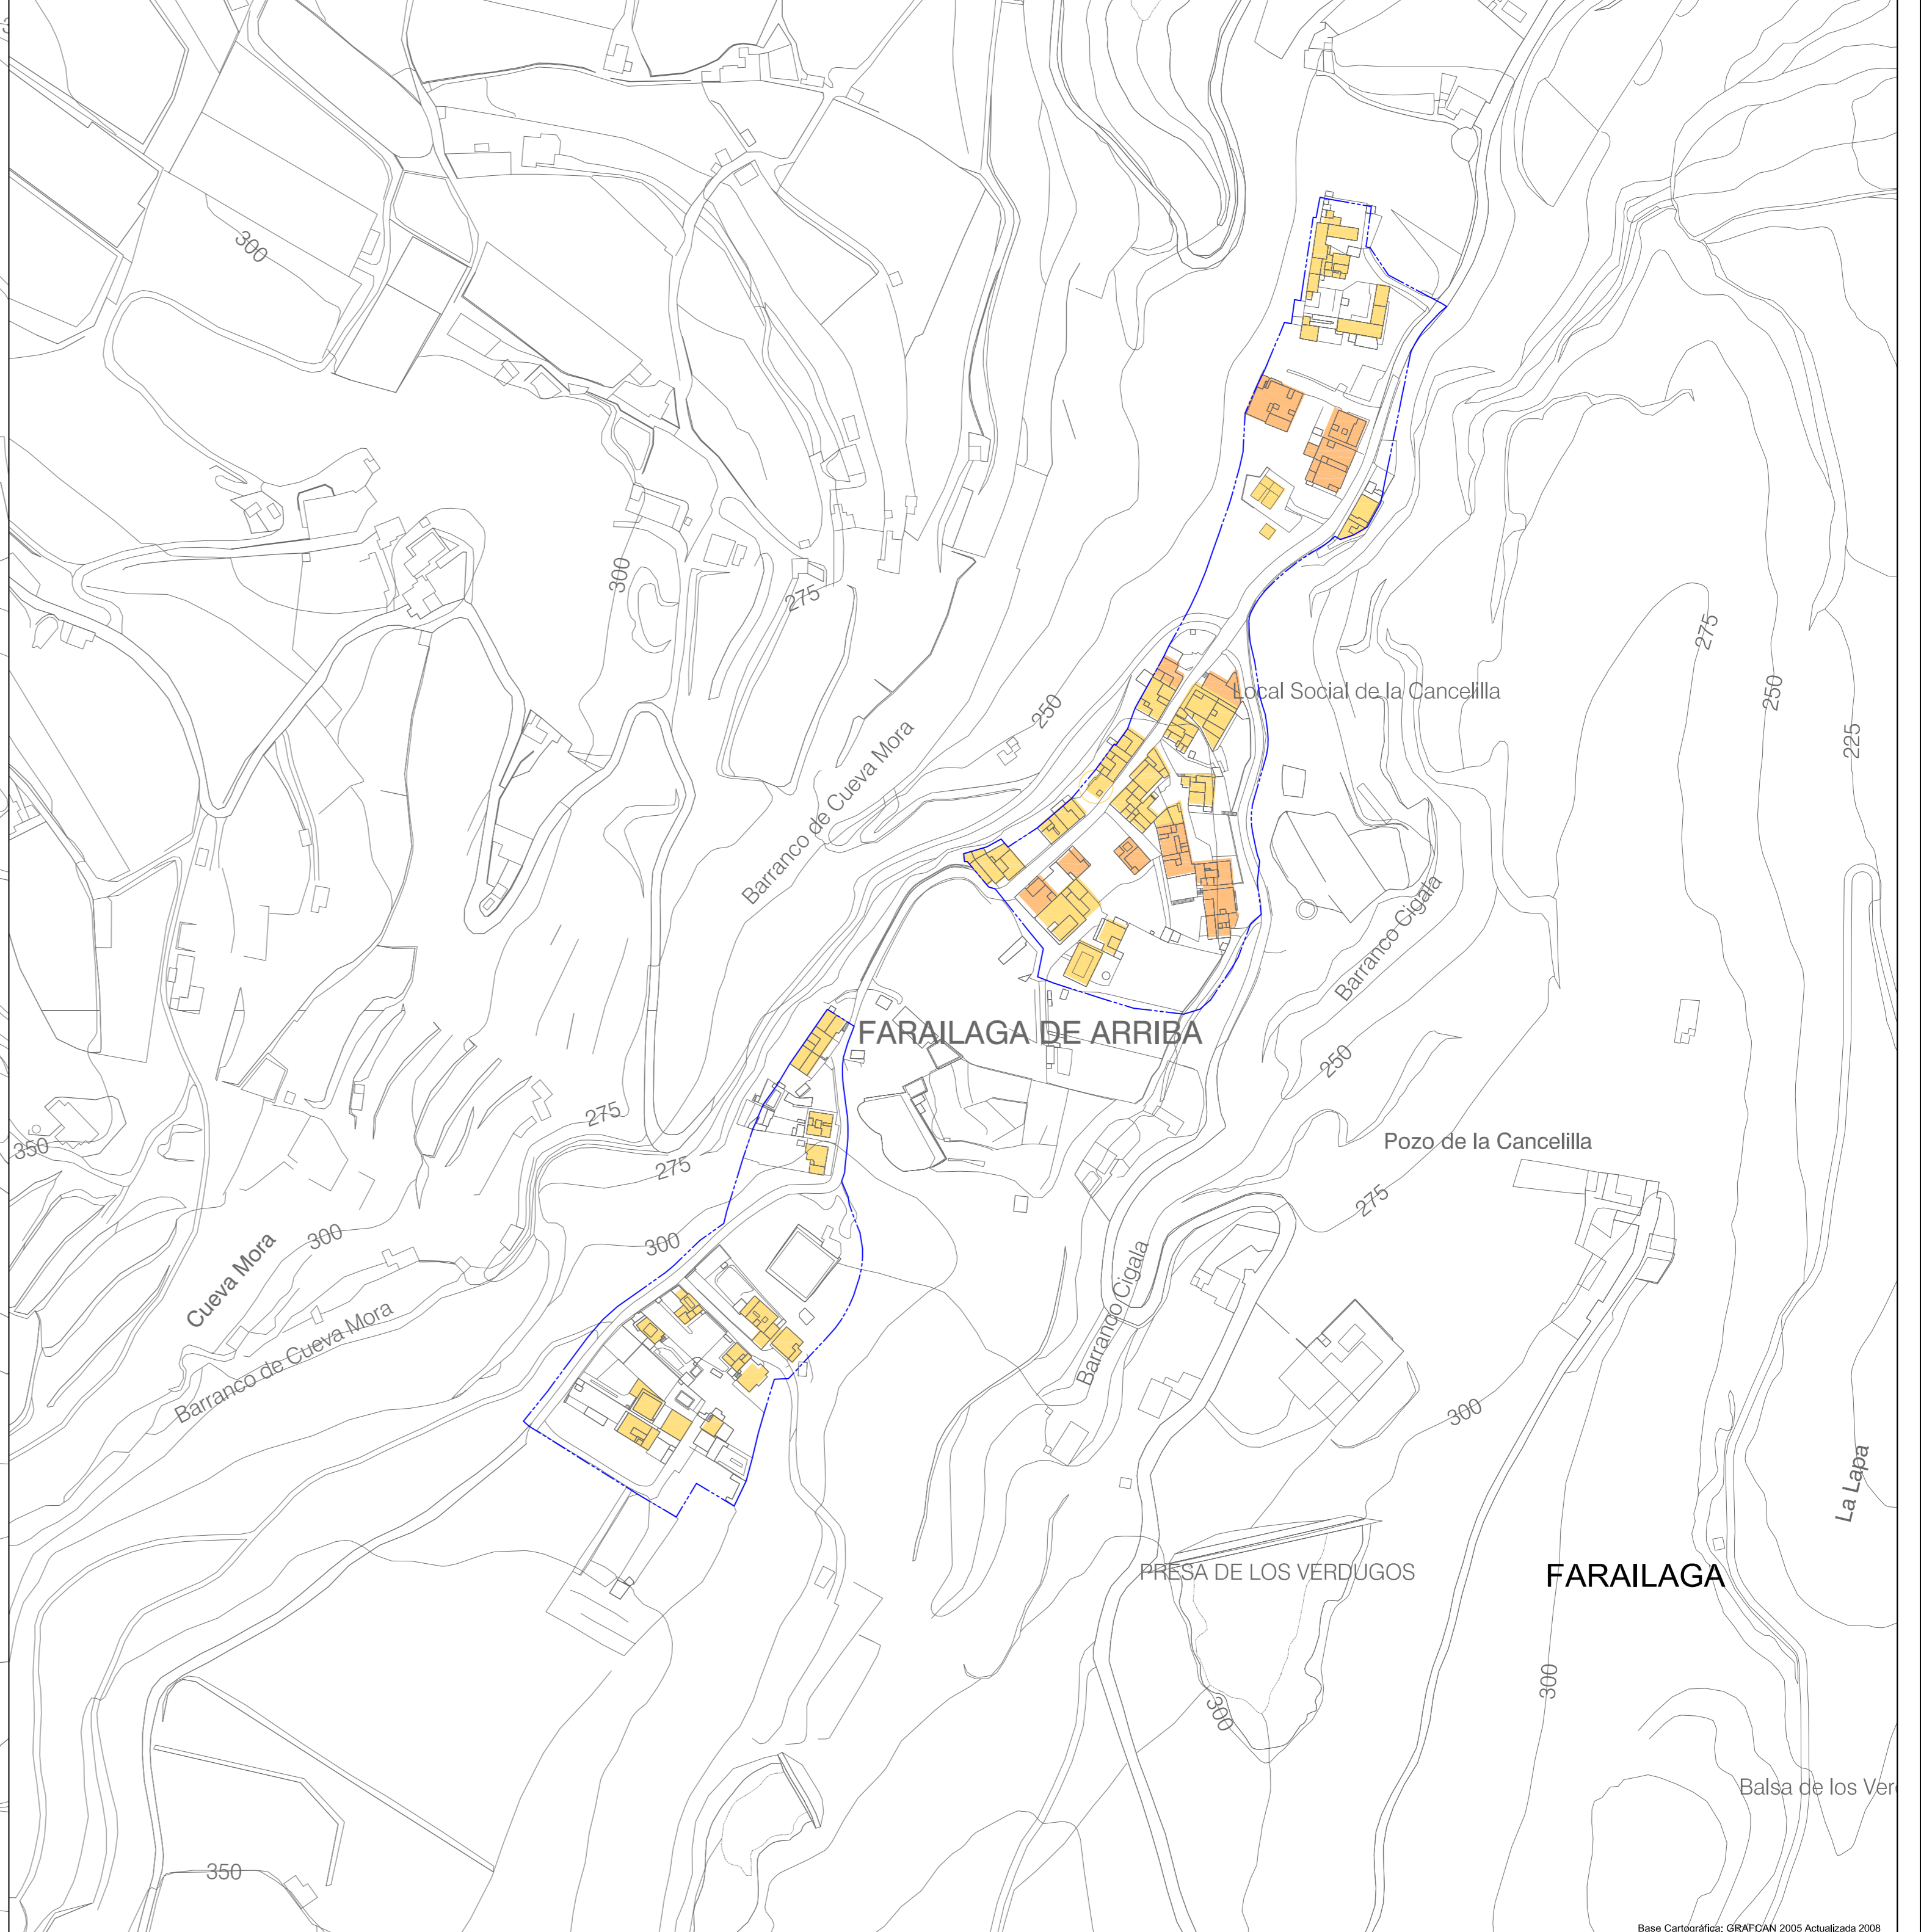 300
300
275
275
250
225
250
Local Social de la Cancelilla
Barranco de Cueva Mora
Barranco Cigala
FARAILAGA DE ARRIBA
250
275
350
275
Pozo de la Cancelilla
275
300
300
Cueva Mora
Barranco de Cueva Mora
Barranco Cigala
300
La Lapa
PRESA DE LOS VERDUGOS
FARAILAGA
300
300
Balsa de los Ver
350
Base Cartográfica: GRAFCAN 2005 Actualizada 2008